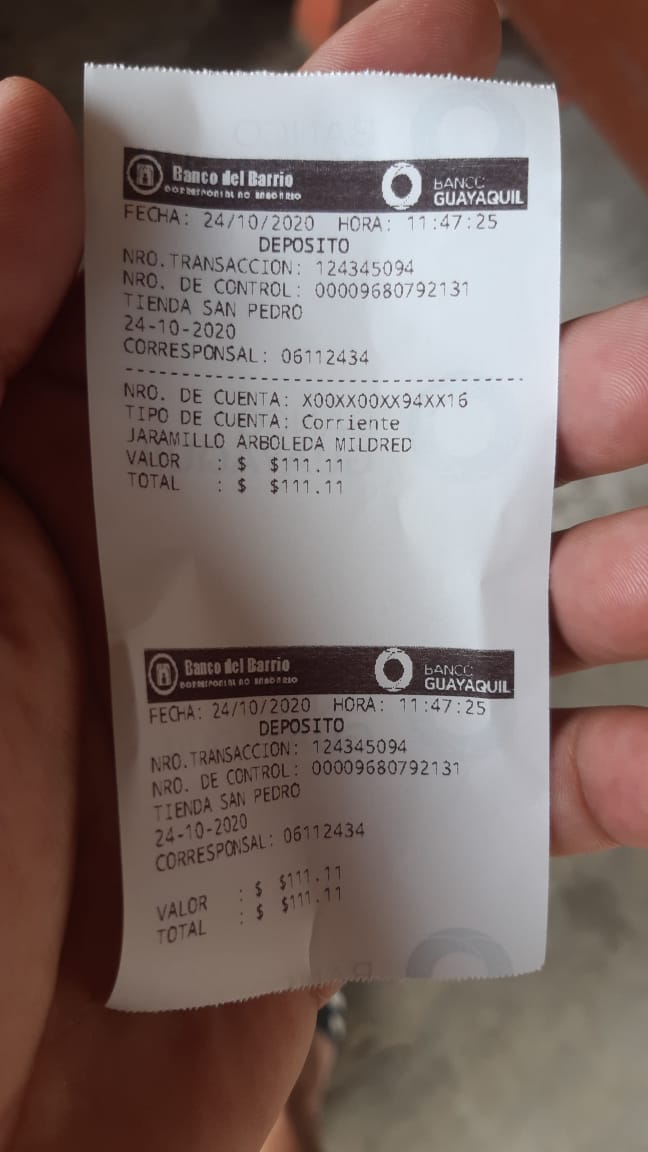 Banco del Barrio
BANCO
GUAYAQUIL
FECHA: 24/10/2020 HORA: 11:47:25
DEPOSITO
NRO.TRANSACCION: 124345094
NRO. DE CONTROL: 00009680792131
TIENDA SAN PEDRO
24-10-2020
CORRESPONSAL: 06112434
NRO. DE CUENTA: X00XX00XX94XX16
TIPO DE CUENTA: Corriente
JARAMILLO ARBOLEDA MILDRED
VALOR : $ $111.11
TOTAL : $ $111.11
Banco del Barrio
BANCO
GUAYAQUIL
FECHA: 24/10/2020 HORA: 11:47:25
DEPOSITO
NRO.TRANSACCION: 124345094
NRO. DE CONTROL: 00009680792131
TIENDA SAN PEDRO
24-10-2020
CORRESPONSAL: 06112434
VALOR : $ $111.11
TOTAL : $ $111.11